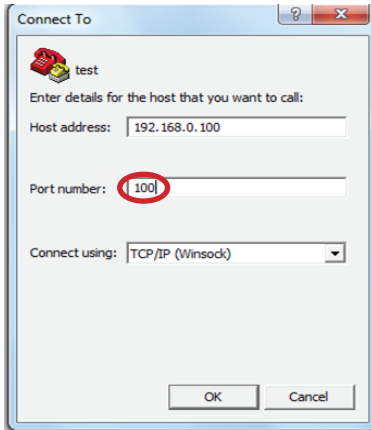 Connect To
test
Enter details for the host that you want to call:
Host address: 192.168.0.100
Port number: 100
Connect using: TCP/IP (Winsock)
OK Cancel